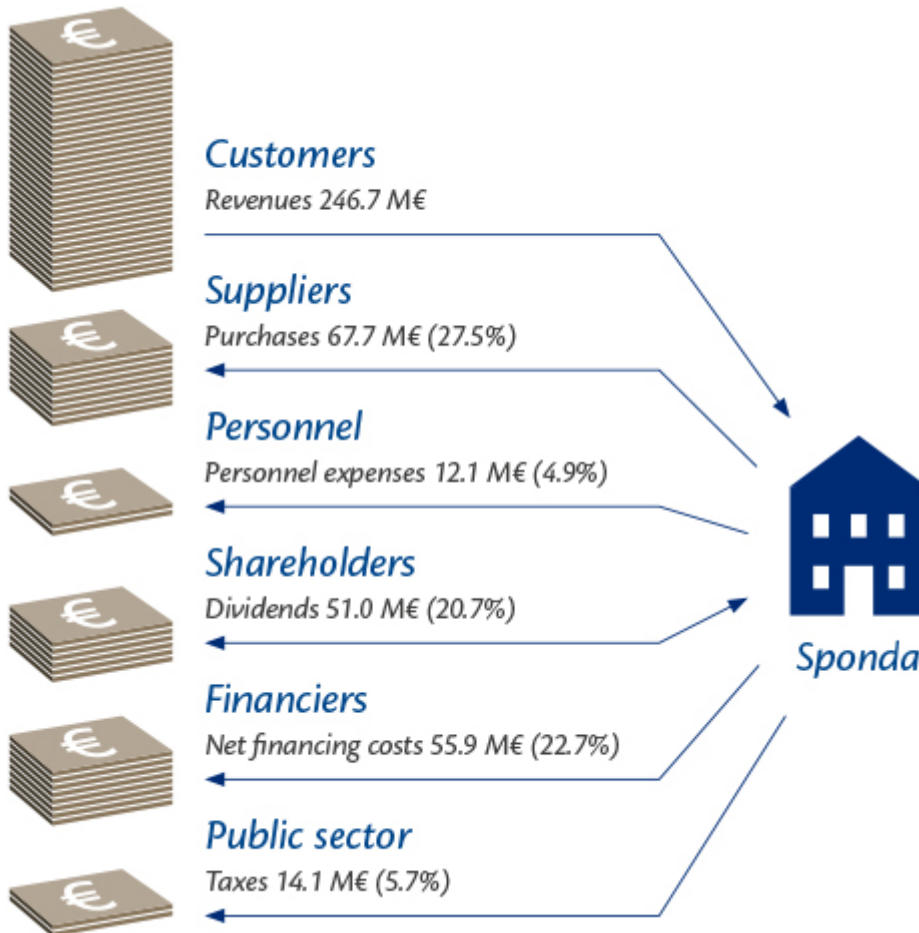 €
Customers
Revenues 246.7 M€
€
Suppliers
Purchases 67.7 M€ (27.5%)
€
Personnel
Personnel expenses 12.1 M€ (4.9%)
€
Shareholders
Dividends 51.0 M€ (20.7%)
Sponda
€
Financiers
Net financing costs 55.9 M€ (22.7%)
€
Public sector
Taxes 14.1 M€ (5.7%)